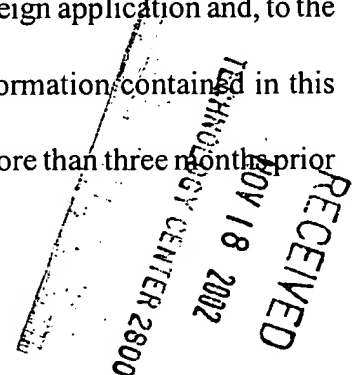 eign application and, to the
ormation contained in this
ore than three months prior
RECEIVED
NOV 18 2002
TECHNOLOGY CENTER 2800